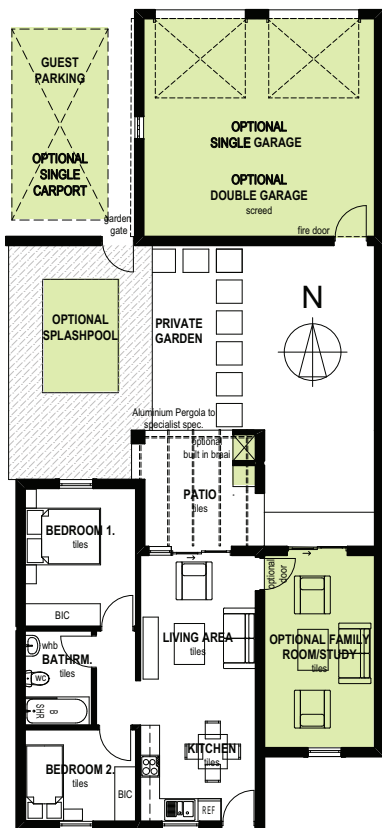 GUEST
PARKING
OPTIONAL
SINGLE
CARPORT
OPTIONAL
SINGLE GARAGE
OPTIONAL
DOUBLE GARAGE
screed
garden
gate
fire door
OPTIONAL
SPLASHPOOL
PRIVATE
GARDEN
N
Aluminium Pergola to
specialist spec.
optional
built in braai
PATIO
tiles
BEDROOM 1.
tiles
BIC
optional
door
LIVING AREA
tiles
OPTIONAL FAMILY
ROOM/STUDY
tiles
whb
BATHRM.
tiles
WC
B
SHR
KITCHEN
tiles
BEDROOM 2.
tiles
BIC
REF